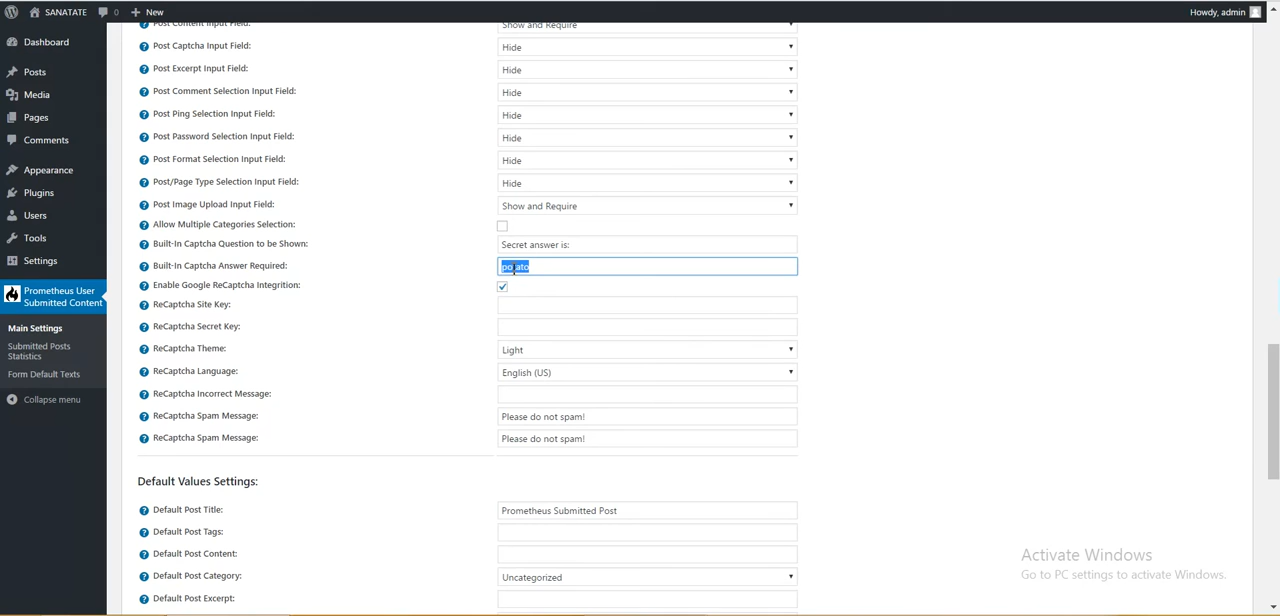 SANATATE 0 New Howdy, admin
Dashboard
Posts
Media
Pages
Comments
Appearance
Plugins
Users
Tools
Settings
Prometheus User
Submitted Content
Main Settings
Submitted Posts
Statistics
Form Default Texts
Collapse menu
Post Content Input Field: Show and Require
Post Captcha Input Field: Hide
Post Excerpt Input Field: Hide
Post Comment Selection Input Field: Hide
Post Ping Selection Input Field: Hide
Post Password Selection Input Field: Hide
Post Format Selection Input Field: Hide
Post/Page Type Selection Input Field: Hide
Post Image Upload Input Field: Show and Require
Allow Multiple Categories Selection:
Built-In Captcha Question to be Shown: Secret answer is:
Built-In Captcha Answer Required: potato
Enable Google ReCaptcha Integrition:
ReCaptcha Site Key:
ReCaptcha Secret Key:
ReCaptcha Theme: Light
ReCaptcha Language: English (US)
ReCaptcha Incorrect Message:
ReCaptcha Spam Message: Please do not spam!
ReCaptcha Spam Message: Please do not spam!
Default Values Settings:
Default Post Title: Prometheus Submitted Post
Default Post Tags:
Default Post Content:
Default Post Category: Uncategorized
Default Post Excerpt:
Activate Windows
Go to PC settings to activate Windows.